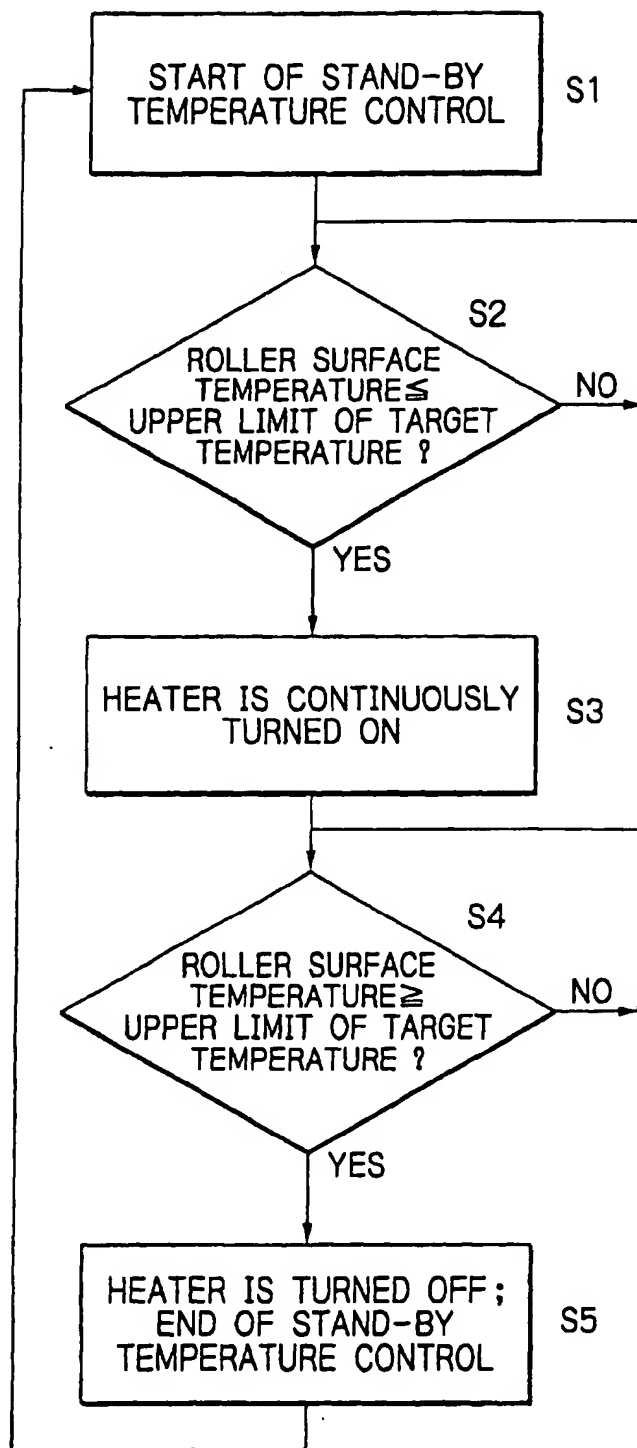 START OF STAND-BY
TEMPERATURE CONTROL
S1
S2
ROLLER SURFACE
TEMPERATURE≦
UPPER LIMIT OF TARGET
TEMPERATURE ?
NO
YES
HEATER IS CONTINUOUSLY
TURNED ON
S3
S4
ROLLER SURFACE
TEMPERATURE≧
UPPER LIMIT OF TARGET
TEMPERATURE ?
NO
YES
HEATER IS TURNED OFF;
END OF STAND-BY
TEMPERATURE CONTROL
S5